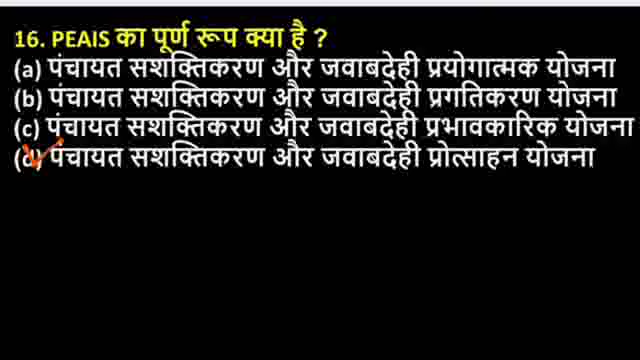 16. PEAIS का पूर्ण रूप क्या है ?
(a) पंचायत सशक्तिकरण और जवाबदेही प्रयोगात्मक योजना
(b) पंचायत सशक्तिकरण और जवाबदेही प्रगतिकरण योजना
(c) पंचायत सशक्तिकरण और जवाबदेही प्रभावकारिक योजना
(d) पंचायत सशक्तिकरण और जवाबदेही प्रोत्साहन योजना